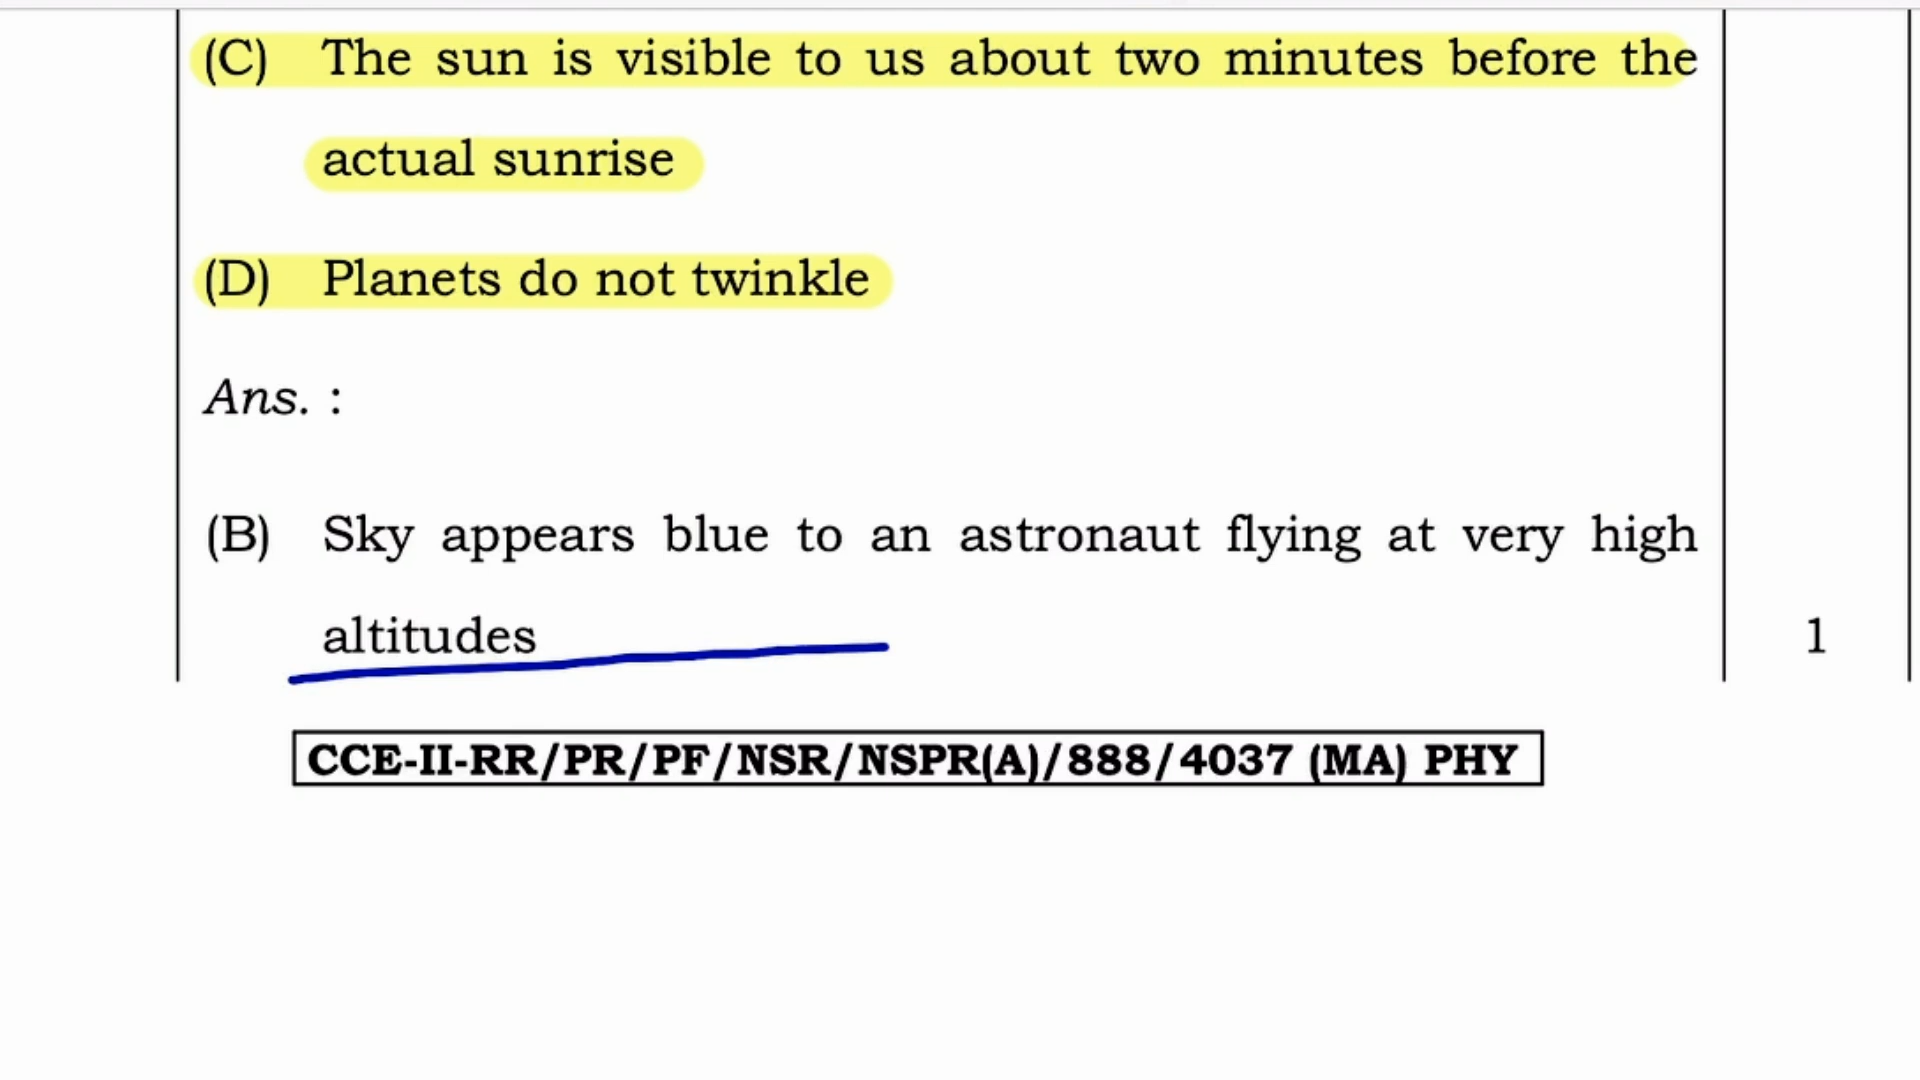 (C) The sun is visible to us about two minutes before the
actual sunrise
(D) Planets do not twinkle
Ans. :
(B) Sky appears blue to an astronaut flying at very high
altitudes 1
CCE-II-RR/PR/PF/NSR/NSPR(A)/888/4037 (MA) PHY